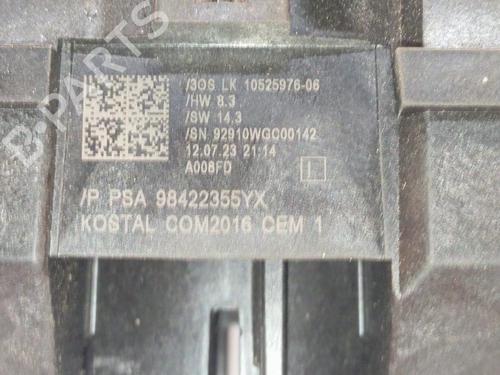 B-PARTS
/3OS LK 10525976-06
/HW 8.3
/SW 14.3
/SN 92910WGO00142
12.07.23 21:14
A008FD
L
/P PSA 98422355YX
KOSTAL COM2016 CEM 1